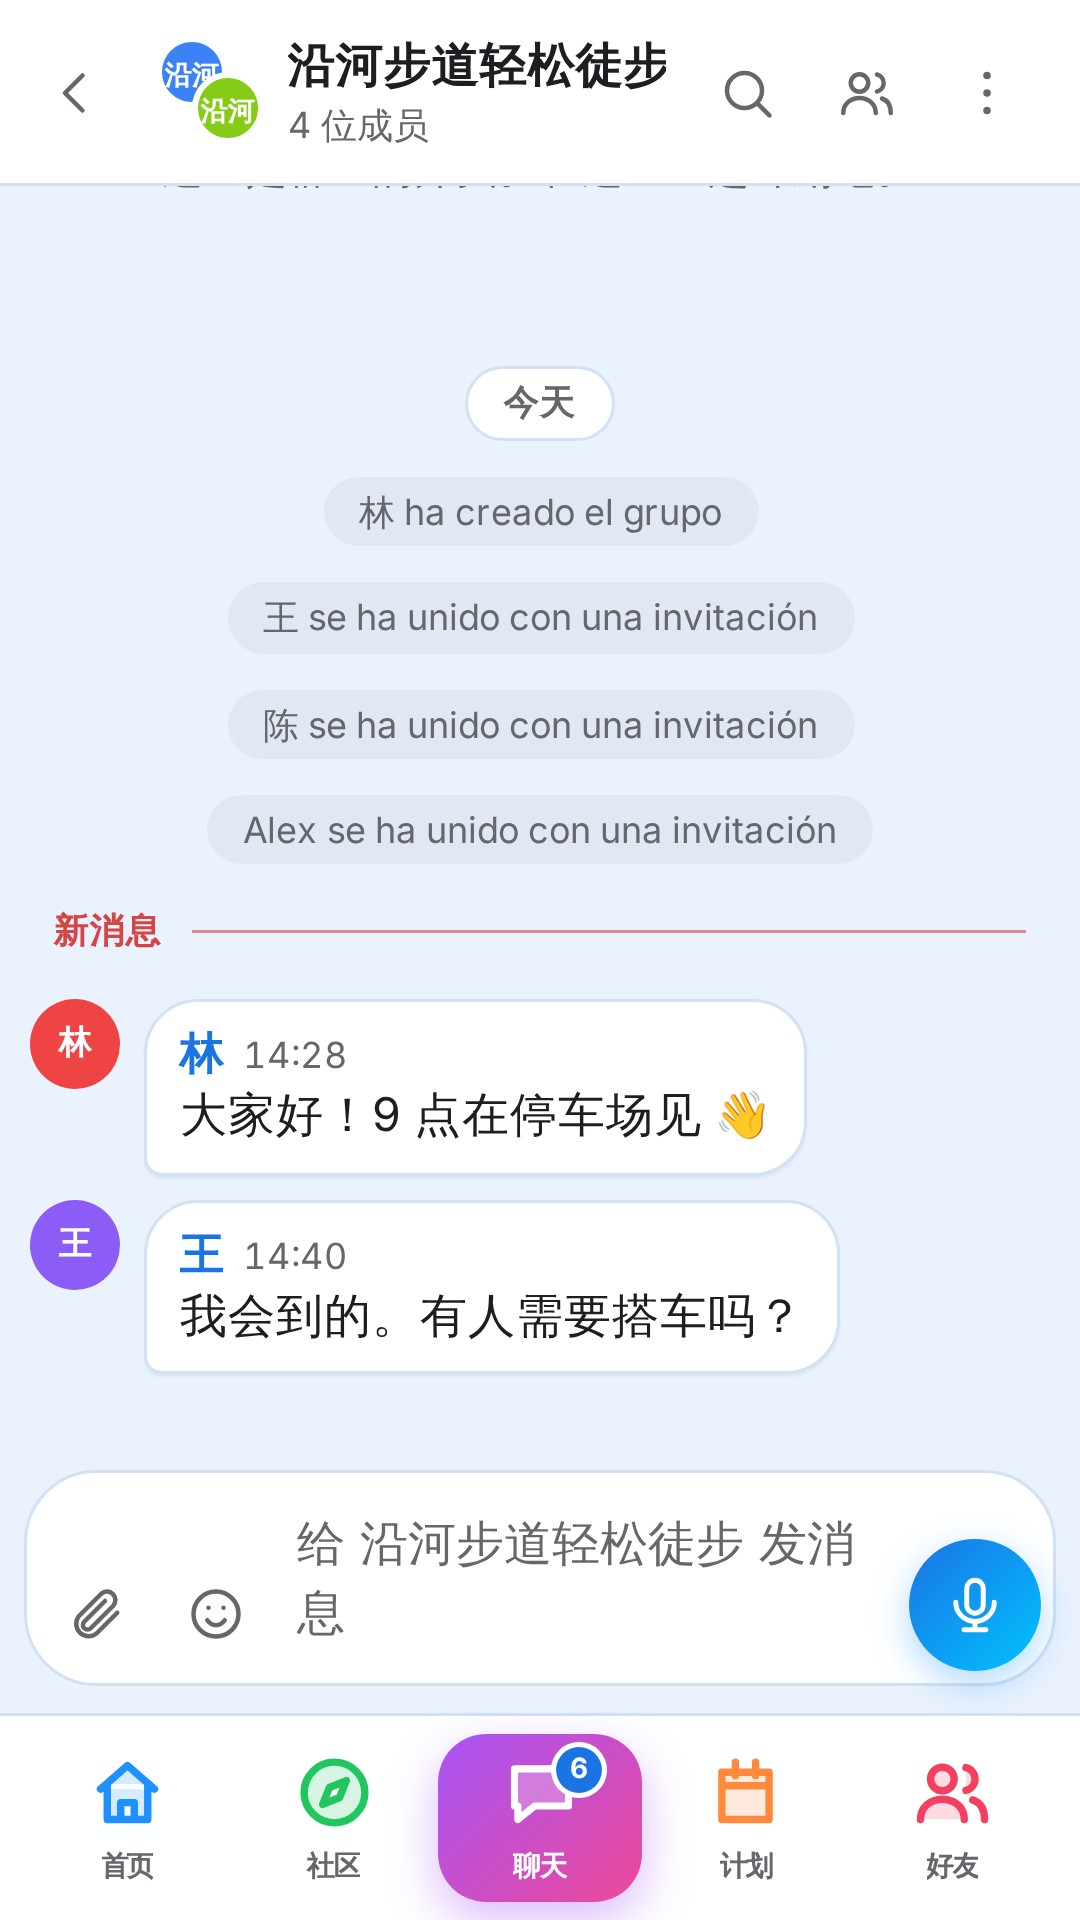 沿河
沿河
沿河步道轻松徒步
4 位成员
今天
林 ha creado el grupo
王 se ha unido con una invitación
陈 se ha unido con una invitación
Alex se ha unido con una invitación
新消息
林
林 14:28
大家好！9 点在停车场见 👋
王
王 14:40
我会到的。有人需要搭车吗？
给 沿河步道轻松徒步 发消
息
6
首页
社区
聊天
计划
好友